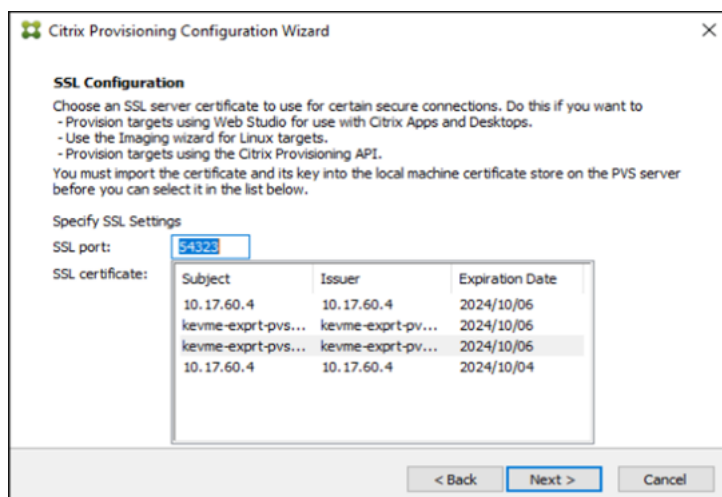 Citrix Provisioning Configuration Wizard
SSL Configuration
Choose an SSL server certificate to use for certain secure connections. Do this if you want to
- Provision targets using Web Studio for use with Citrix Apps and Desktops.
- Use the Imaging wizard for Linux targets.
- Provision targets using the Citrix Provisioning API.
You must import the certificate and its key into the local machine certificate store on the PVS server
before you can select it in the list below.
Specify SSL Settings
SSL port: 54323
SSL certificate: Subject Issuer Expiration Date
10.17.60.4 10.17.60.4 2024/10/06
kevme-exprt-pvs... kevme-exprt-pv... 2024/10/06
kevme-exprt-pvs... kevme-exprt-pv... 2024/10/06
10.17.60.4 10.17.60.4 2024/10/04
< Back Next > Cancel